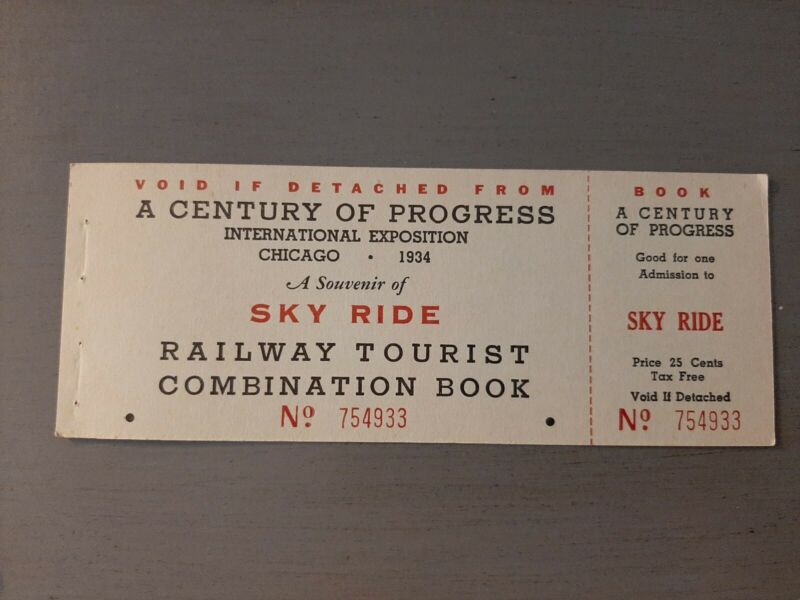 VOID IF DETACHED FROM
A CENTURY OF PROGRESS
INTERNATIONAL EXPOSITION
CHICAGO • 1934
A Souvenir of
SKY RIDE
RAILWAY TOURIST
COMBINATION BOOK
Nº 754933
BOOK
A CENTURY
OF PROGRESS
Good for one
Admission to
SKY RIDE
Price 25 Cents
Tax Free
Void If Detached
Nº 754933